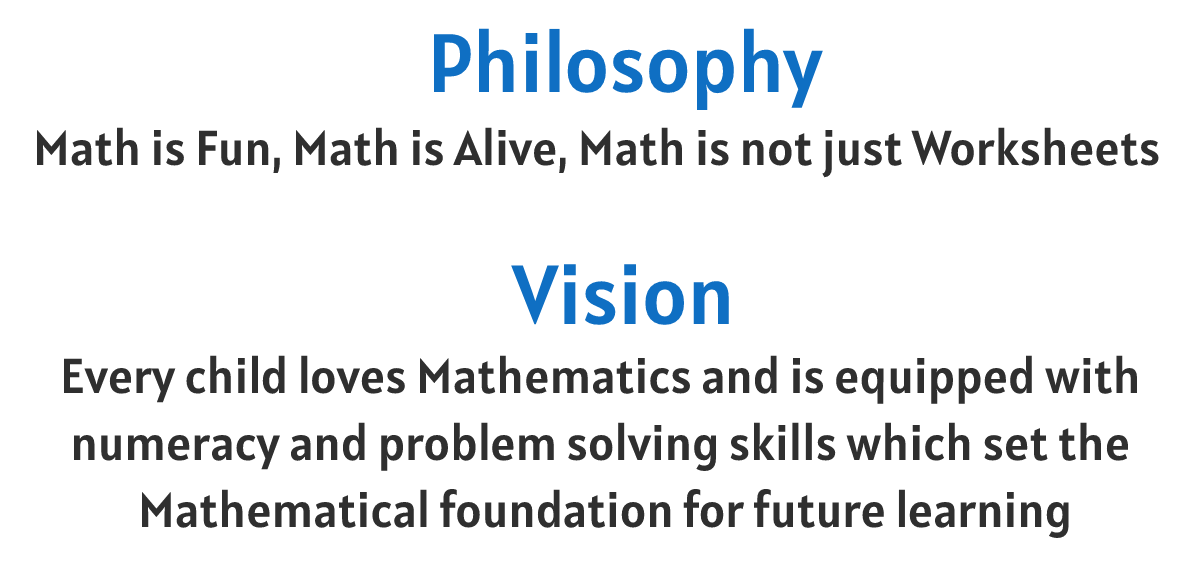 Philosophy
Math is Fun, Math is Alive, Math is not just Worksheets
Vision
Every child loves Mathematics and is equipped with
numeracy and problem solving skills which set the
Mathematical foundation for future learning